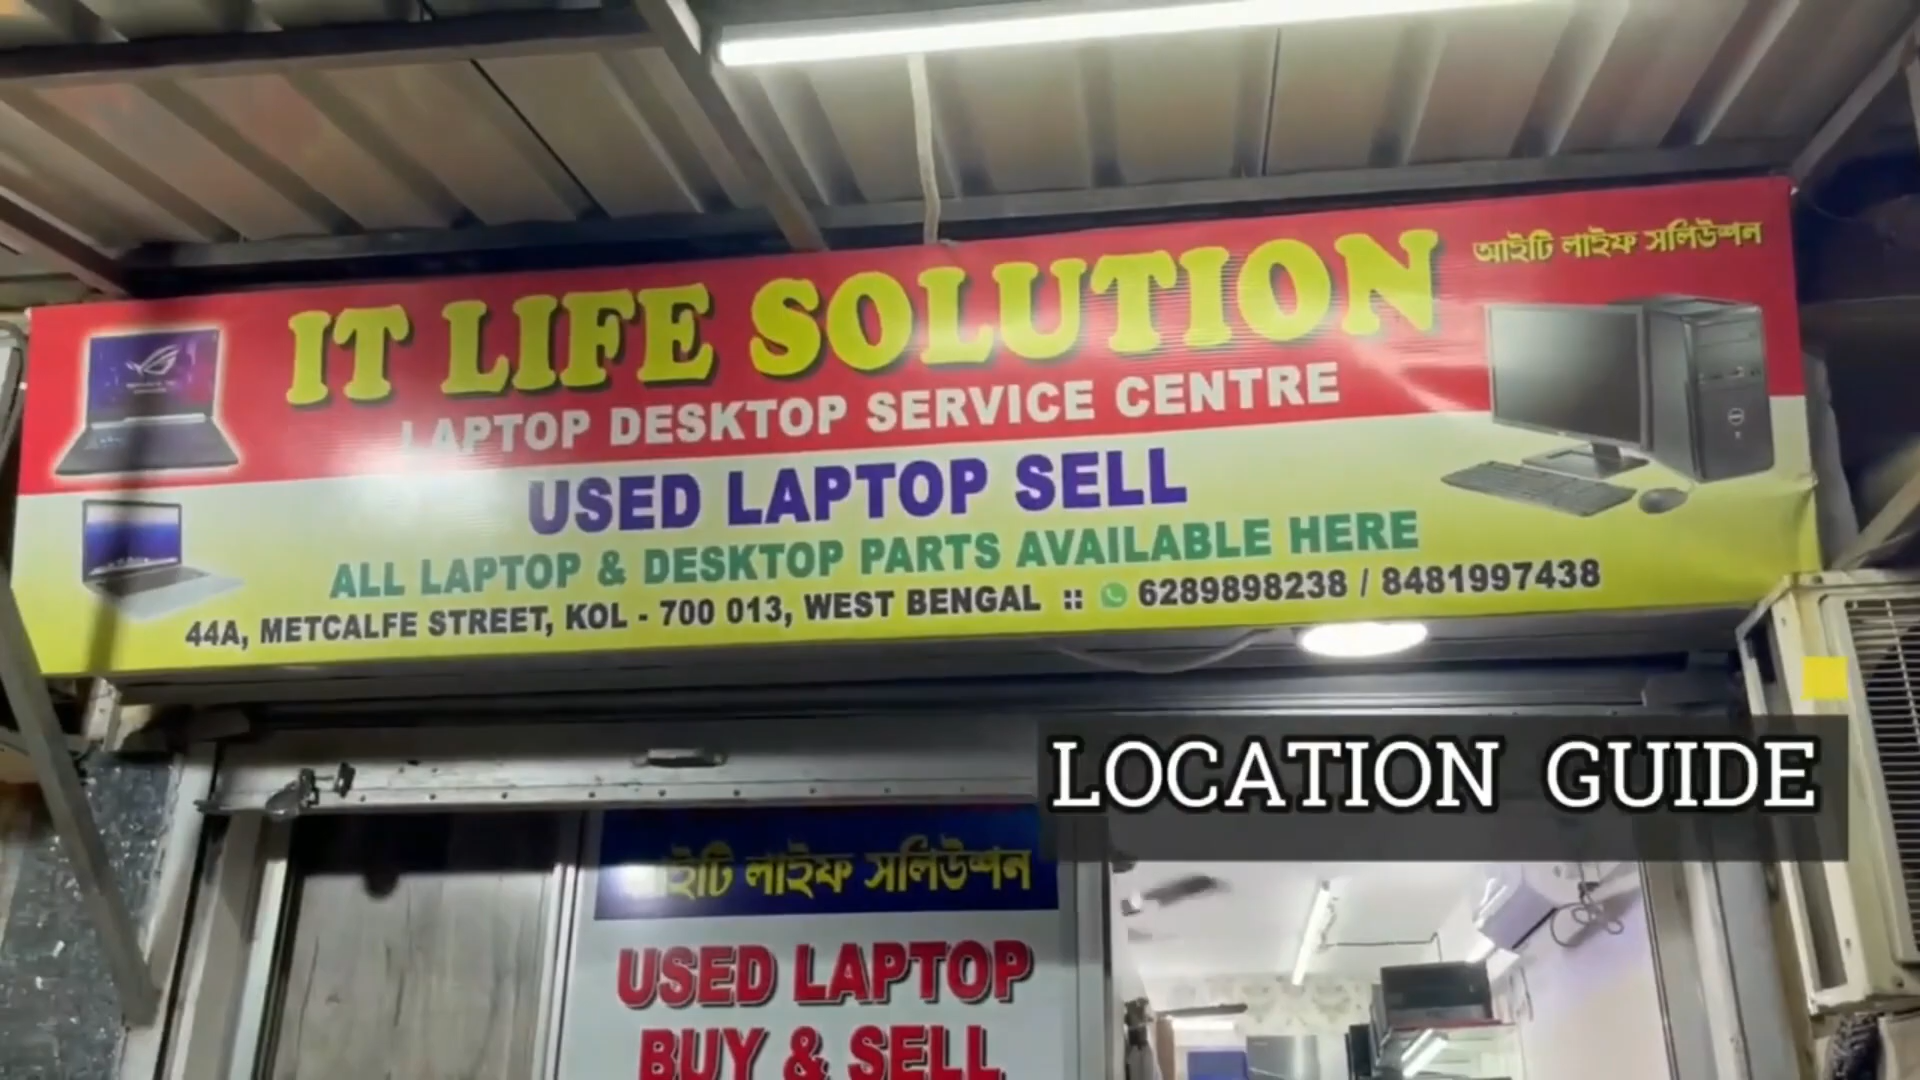 IT LIFE SOLUTION
আইটি লাইফ সলিউশন
LAPTOP DESKTOP SERVICE CENTRE
USED LAPTOP SELL
ALL LAPTOP & DESKTOP PARTS AVAILABLE HERE
44A, METCALFE STREET, KOL - 700 013, WEST BENGAL :: 6289898238 / 8481997438
LOCATION GUIDE
আইটি লাইফ সলিউশন
USED LAPTOP
BUY & SELL